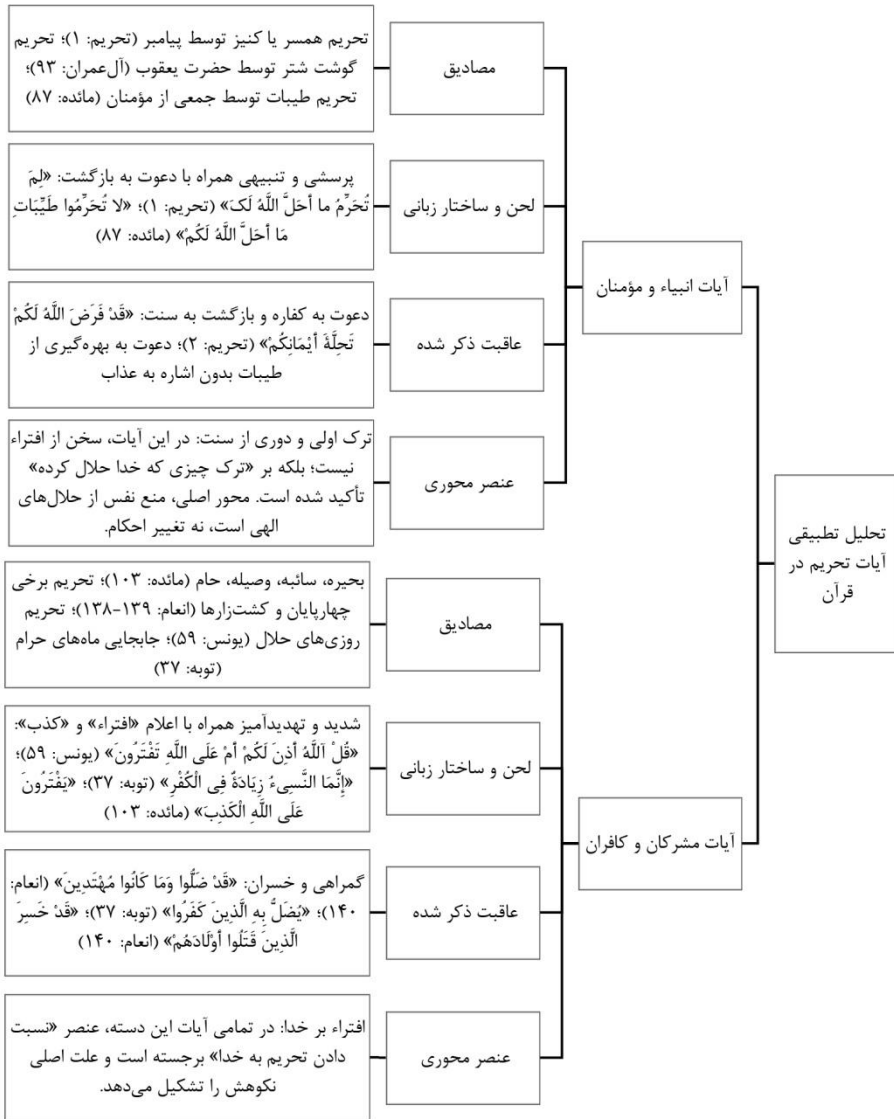 تحلیل تطبیقی
آیات تحریم در
قرآن
آیات انبیاء و مؤمنان
مصادیق
تحریم همسر یا کنیز توسط پیامبر (تحریم: ۱)؛ تحریم
گوشت شتر توسط حضرت یعقوب (آل‌عمران: ۹۳)؛
تحریم طیبات توسط جمعی از مؤمنان (مائده: ۸۷)
لحن و ساختار زبانی
پرسشی و تنبیهی همراه با دعوت به بازگشت: «لِمَ
تُحَرِّمُ ما أحَلَّ اللَّهُ لَکَ» (تحریم: ۱)؛ «لا تُحَرِّمُوا طَیِّبَاتِ
مَا أحَلَّ اللَّهُ لَکُمْ» (مائده: ۸۷)
عاقبت ذکر شده
دعوت به کفاره و بازگشت به سنت: «قَدْ فَرَضَ اللَّهُ لَکُمْ
تَحِلَّةَ أیْمَانِکُمْ» (تحریم: ۲)؛ دعوت به بهره‌گیری از
طیبات بدون اشاره به عذاب
عنصر محوری
ترک اولی و دوری از سنت: در این آیات، سخن از افتراء
نیست؛ بلکه بر «ترک چیزی که خدا حلال کرده»
تأکید شده است. محور اصلی، منع نفس از حلال‌های
الهی است، نه تغییر احکام.
آیات مشرکان و کافران
مصادیق
بحیره، سائبه، وصیله، حام (مائده: ۱۰۳)؛ تحریم برخی
چهارپایان و کشت‌زارها (انعام: ۱۳۹-۱۳۸)؛ تحریم
روزی‌های حلال (یونس: ۵۹)؛ جابجایی ماه‌های حرام
(توبه: ۳۷)
لحن و ساختار زبانی
شدید و تهدیدآمیز همراه با اعلام «افتراء» و «کذب»:
«قُلْ آللَّهُ أذِنَ لَکُمْ أمْ عَلَی اللَّهِ تَفْتَرُونَ» (یونس: ۵۹)؛
«إنَّمَا النَّسِیءُ زِیَادَةٌ فِی الْکُفْرِ» (توبه: ۳۷)؛ «یَفْتَرُونَ
عَلَی اللَّهِ الْکَذِبَ» (مائده: ۱۰۳)
عاقبت ذکر شده
گمراهی و خسران: «قَدْ ضَلُّوا وَمَا کَانُوا مُهْتَدِینَ» (انعام:
۱۴۰)؛ «یُضَلُّ بِهِ الَّذِینَ کَفَرُوا» (توبه: ۳۷)؛ «قَدْ خَسِرَ
الَّذِینَ قَتَلُوا أوْلَادَهُمْ» (انعام: ۱۴۰)
عنصر محوری
افتراء بر خدا: در تمامی آیات این دسته، عنصر «نسبت
دادن تحریم به خدا» برجسته است و علت اصلی
نکوهش را تشکیل می‌دهد.